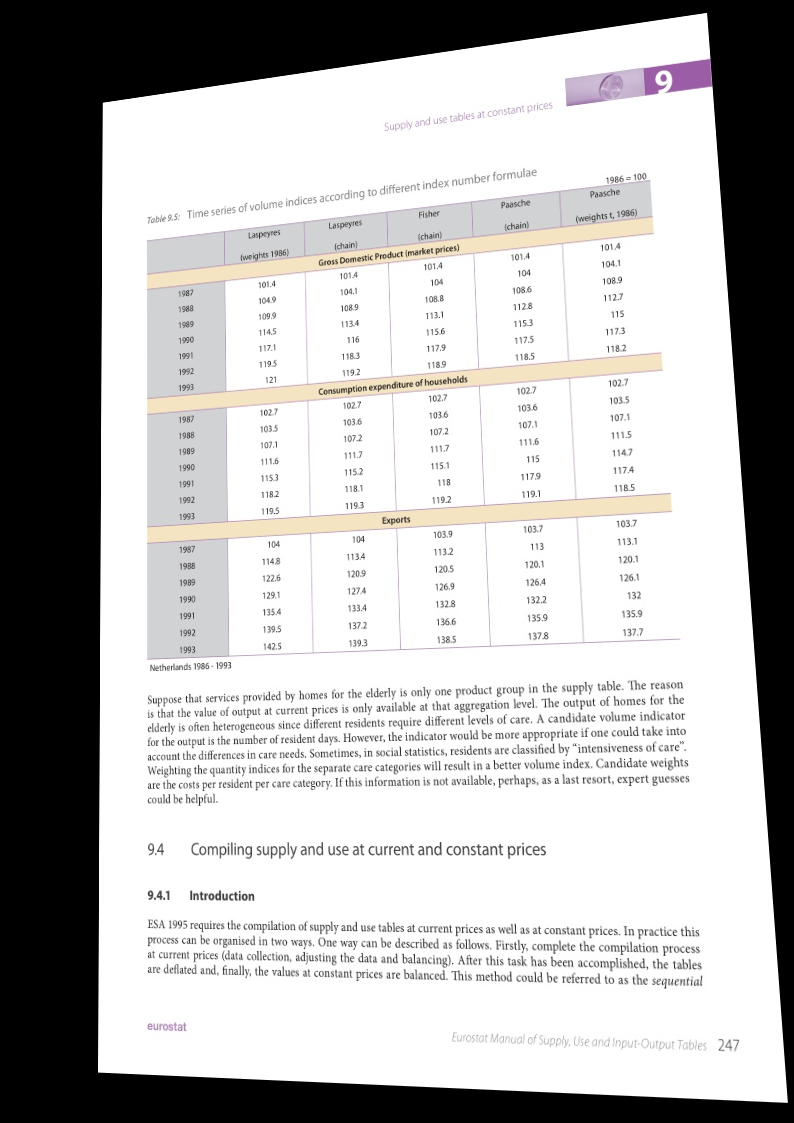 9
Supply and use tables at constant prices
Table 9.5: Time series of volume indices according to different index number formulae
1986 = 100
Laspeyres (weights 1986) Laspeyres (chain) Fisher (chain) Paasche (chain) Paasche (weights t, 1986)
Gross Domestic Product (market prices)
1987 101.4 101.4 101.4 101.4 101.4
1988 104.9 104.1 104 104 104.1
1989 109.9 108.9 108.8 108.6 108.9
1990 114.5 113.4 113.1 112.8 112.7
1991 117.1 116 115.6 115.3 115
1992 119.5 118.3 117.9 117.5 117.3
1993 121 119.2 118.9 118.5 118.2
Consumption expenditure of households
1987 102.7 102.7 102.7 102.7 102.7
1988 103.5 103.6 103.6 103.6 103.5
1989 107.1 107.2 107.2 107.1 107.1
1990 111.6 111.7 111.7 111.6 111.5
1991 115.3 115.2 115.1 115 114.7
1992 118.2 118.1 118 117.9 117.4
1993 119.5 119.3 119.2 119.1 118.5
Exports
1987 104 104 103.9 103.7 103.7
1988 114.8 113.4 113.2 113 113.1
1989 122.6 120.9 120.5 120.1 120.1
1990 129.1 127.4 126.9 126.4 126.1
1991 135.4 133.4 132.8 132.2 132
1992 139.5 137.2 136.6 135.9 135.9
1993 142.5 139.3 138.5 137.8 137.7
Netherlands 1986 - 1993
Suppose that services provided by homes for the elderly is only one product group in the supply table. The reason
is that the value of output at current prices is only available at that aggregation level. The output of homes for the
elderly is often heterogeneous since different residents require different levels of care. A candidate volume indicator
for the output is the number of resident days. However, the indicator would be more appropriate if one could take into
account the differences in care needs. Sometimes, in social statistics, residents are classified by "intensiveness of care".
Weighting the quantity indices for the separate care categories will result in a better volume index. Candidate weights
are the costs per resident per care category. If this information is not available, perhaps, as a last resort, expert guesses
could be helpful.
9.4 Compiling supply and use at current and constant prices
9.4.1 Introduction
ESA 1995 requires the compilation of supply and use tables at current prices as well as at constant prices. In practice this
process can be organised in two ways. One way can be described as follows. Firstly, complete the compilation process
at current prices (data collection, adjusting the data and balancing). After this task has been accomplished, the tables
are deflated and, finally, the values at constant prices are balanced. This method could be referred to as the sequential
eurostat
Eurostat Manual of Supply, Use and Input-Output Tables 247